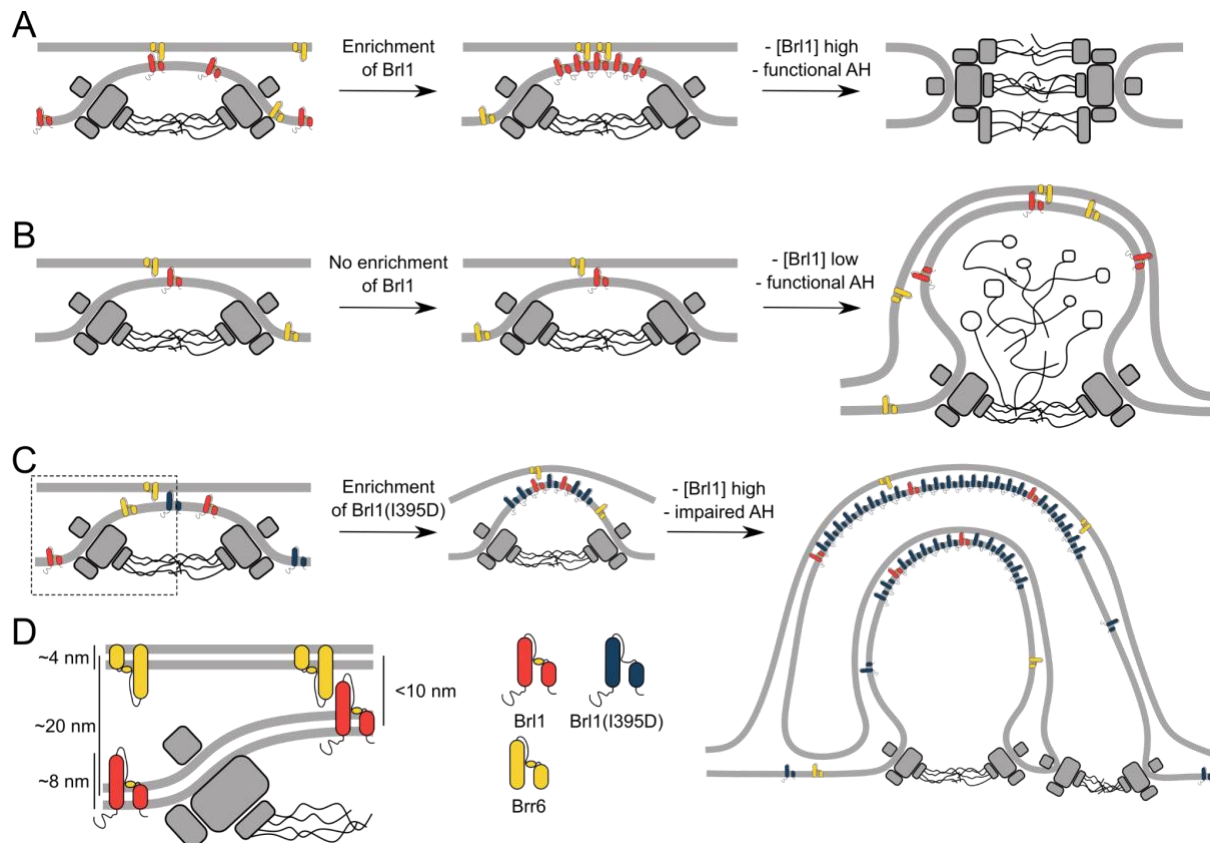 A
Enrichment
of Brl1
- [Brl1] high
- functional AH
B
No enrichment
of Brl1
- [Brl1] low
- functional AH
C
Enrichment
of Brl1(I395D)
- [Brl1] high
- impaired AH
D
~4 nm
~20 nm
~8 nm
<10 nm
Brl1
Brl1(I395D)
Brr6